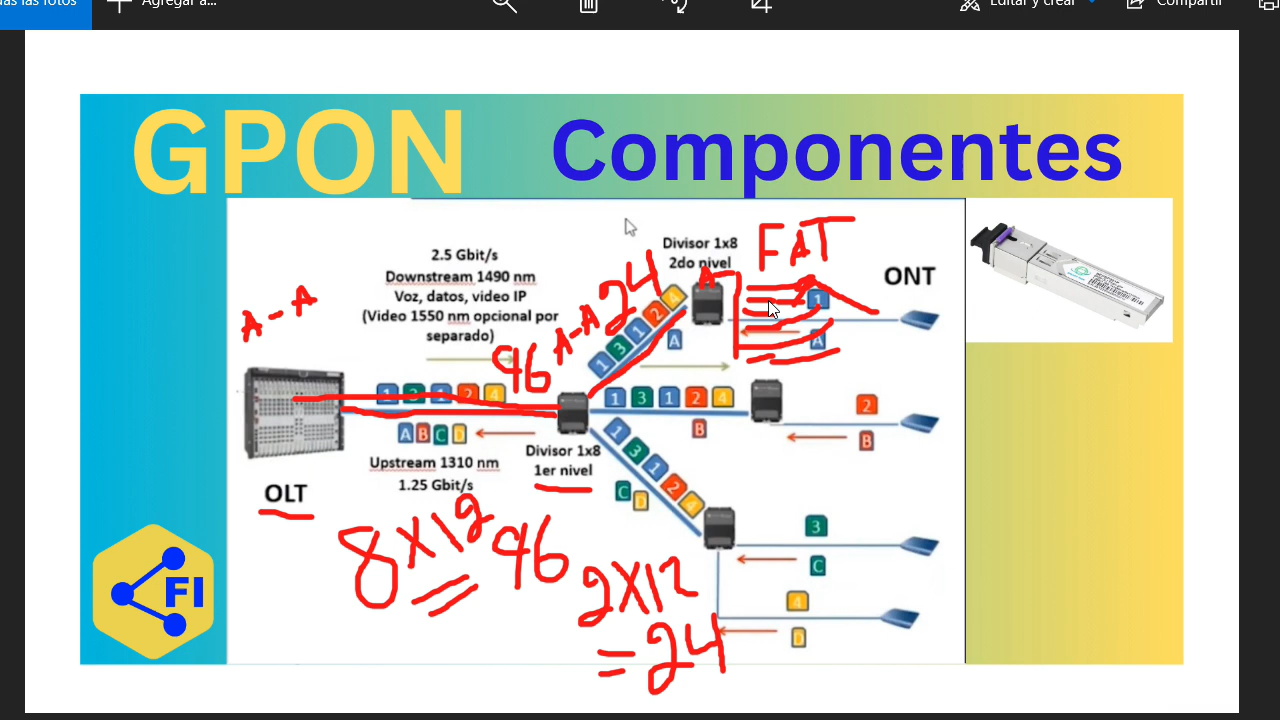 das las fotos Agregar a... Editar y crear Compartir
GPON Componentes
2.5 Gbit/s
Downstream 1490 nm
Voz, datos, video IP
(Video 1550 nm opcional por
separado)
Divisor 1x8
2do nivel
FAT
ONT
A-A
A-A
24
A
96
1 3 1 2 4
A
1
A
1 3 1 2 4
A B C D
1 3 1 2 4
B
2
B
Upstream 1310 nm
1.25 Gbit/s
Divisor 1x8
1er nivel
OLT
1 3 1 2 4
C D
3
C
4
D
8X12 96
2X12
=24
FI